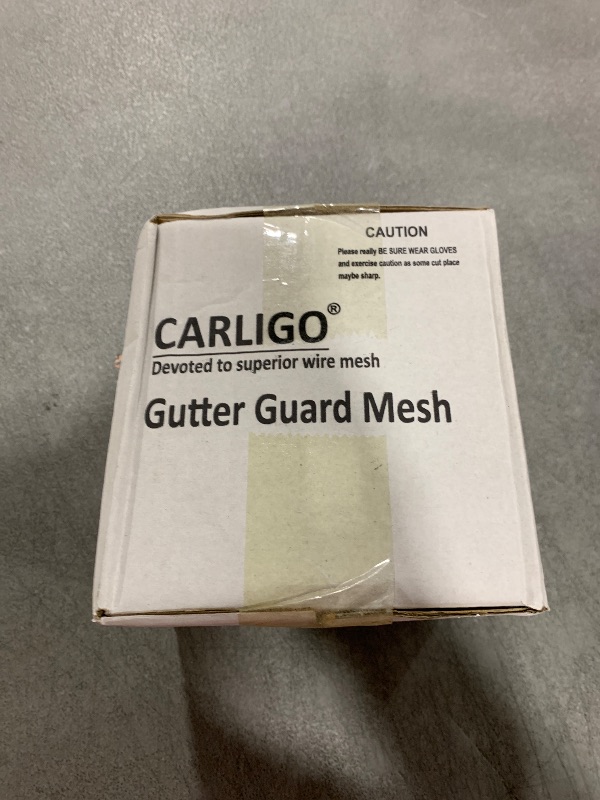 CAUTION
Please really BE SURE WEAR GLOVES
and exercise caution as some cut place
maybe sharp.
CARLIGO®
Devoted to superior wire mesh
Gutter Guard Mesh